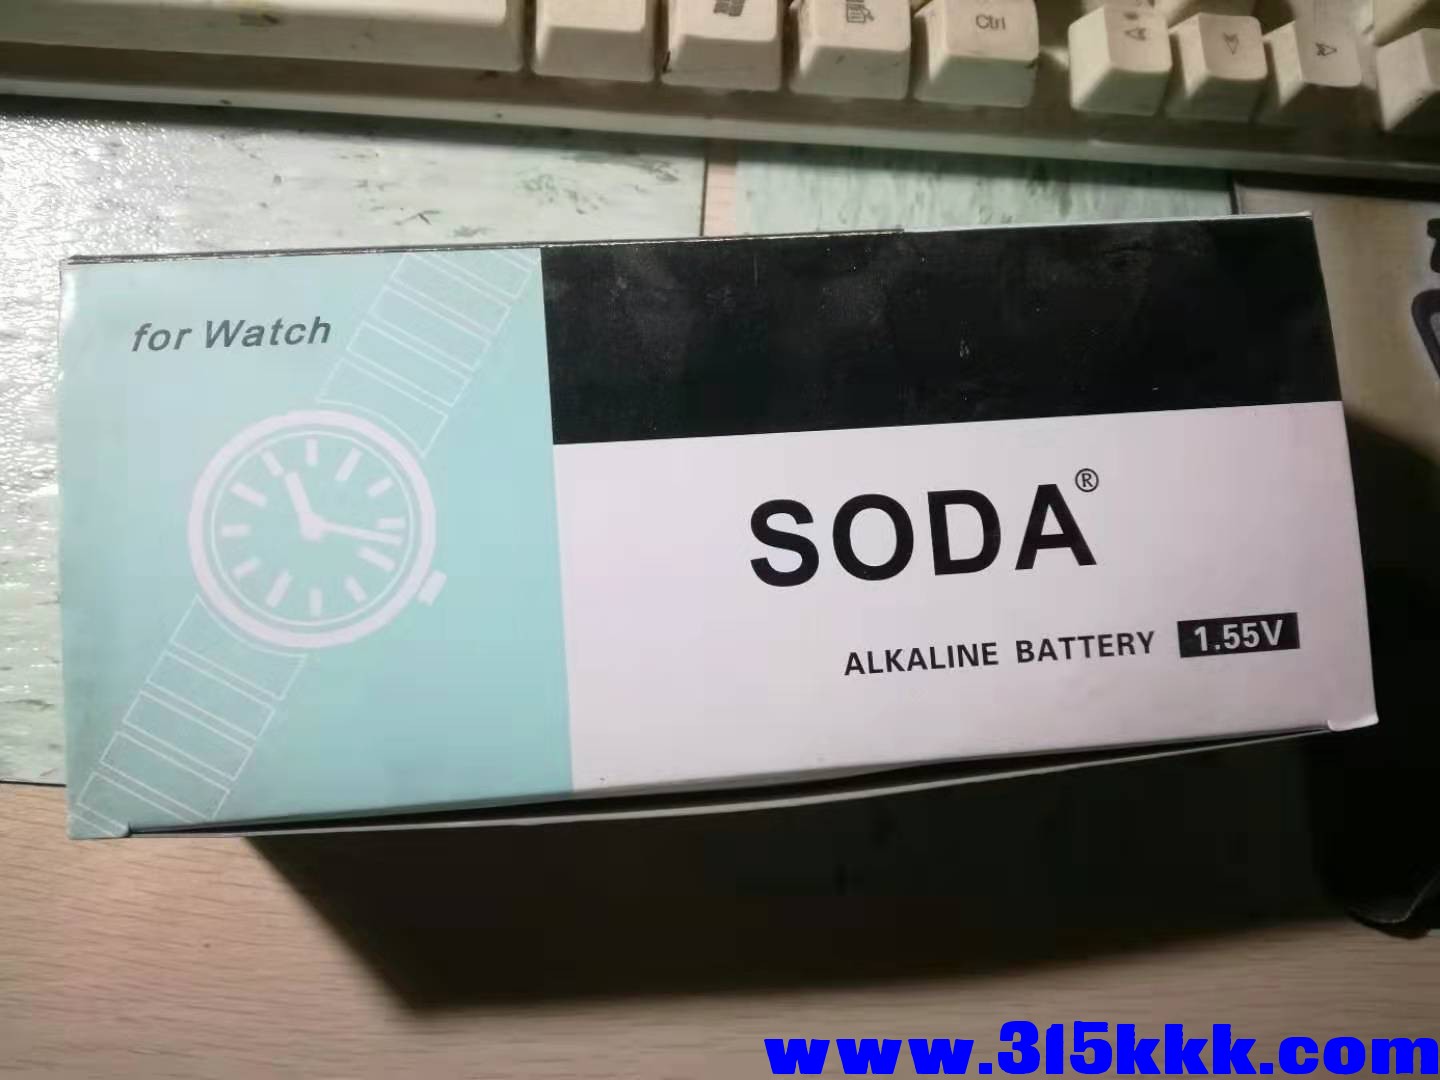 Ctrl
for Watch
SODA®
ALKALINE BATTERY 1.55V
www.315kkk.com